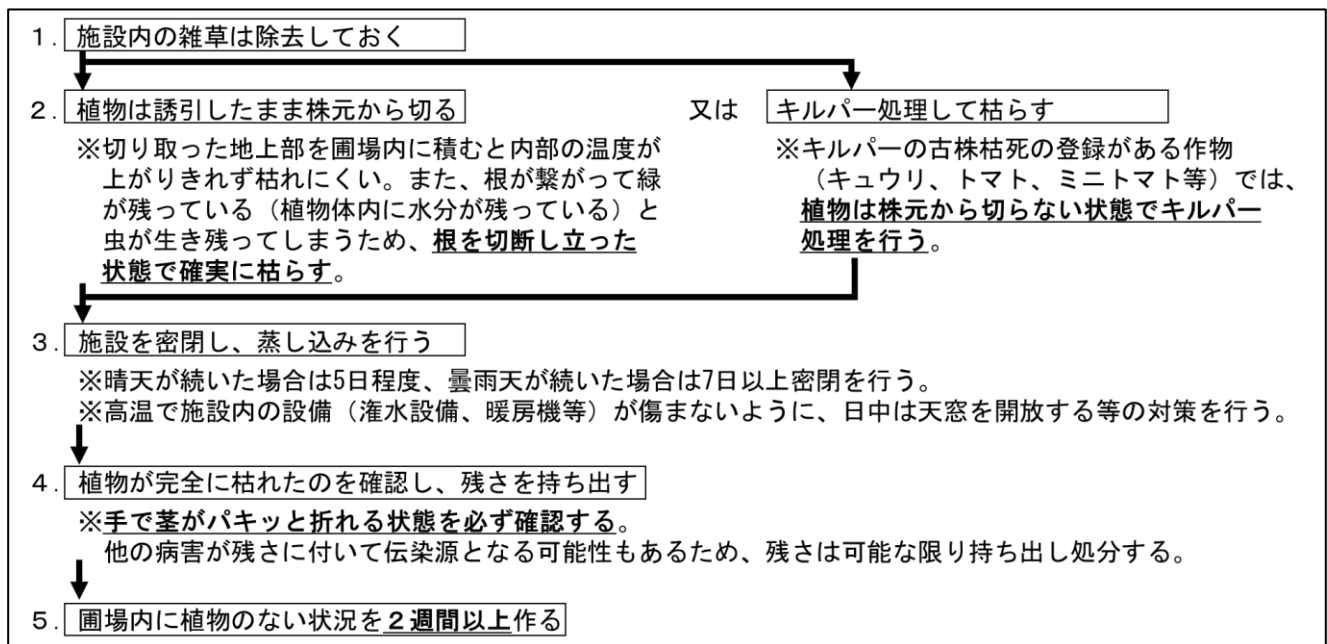 1. 施設内の雑草は除去しておく
2. 植物は誘引したまま株元から切る 又は キルパー処理して枯らす
※切り取った地上部を圃場内に積むと内部の温度が
上がりきれず枯れにくい。また、根が繋がって緑
が残っている（植物体内に水分が残っている）と
虫が生き残ってしまうため、根を切断し立った
状態で確実に枯らす。
※キルパーの古株枯死の登録がある作物
（キュウリ、トマト、ミニトマト等）では、
植物は株元から切らない状態でキルパー
処理を行う。
3. 施設を密閉し、蒸し込みを行う
※晴天が続いた場合は5日程度、曇雨天が続いた場合は7日以上密閉を行う。
※高温で施設内の設備（潅水設備、暖房機等）が傷まないように、日中は天窓を開放する等の対策を行う。
4. 植物が完全に枯れたのを確認し、残さを持ち出す
※手で茎がパキッと折れる状態を必ず確認する。
他の病害が残さに付いて伝染源となる可能性もあるため、残さは可能な限り持ち出し処分する。
5. 圃場内に植物のない状況を２週間以上作る